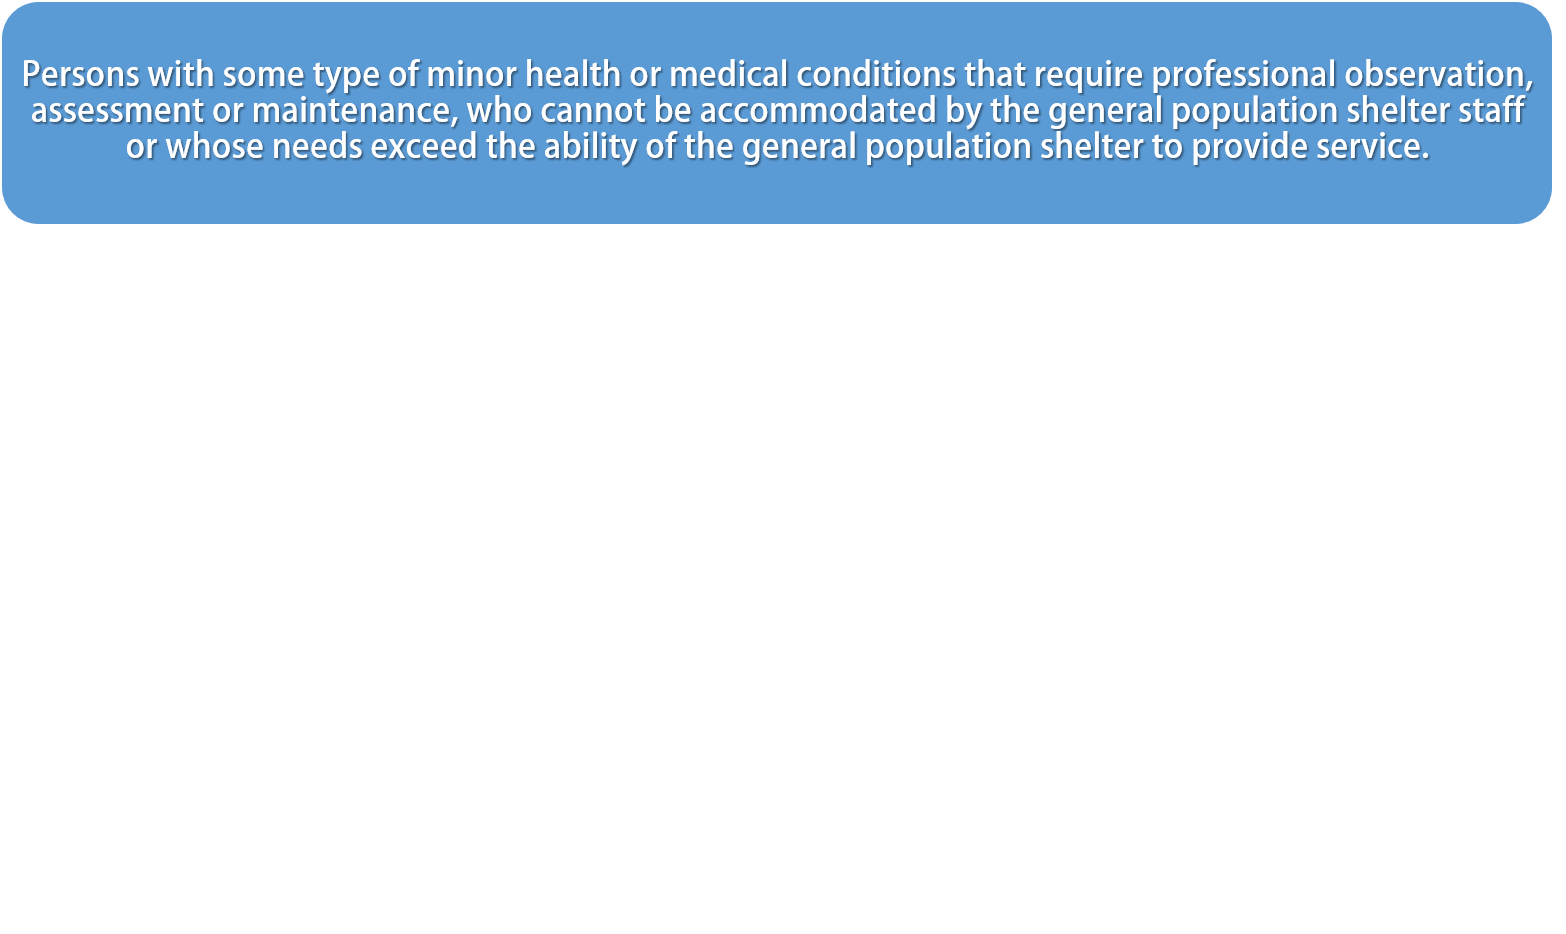 Persons with some type of minor health or medical conditions that require professional observation,
assessment or maintenance, who cannot be accommodated by the general population shelter staff
or whose needs exceed the ability of the general population shelter to provide service.